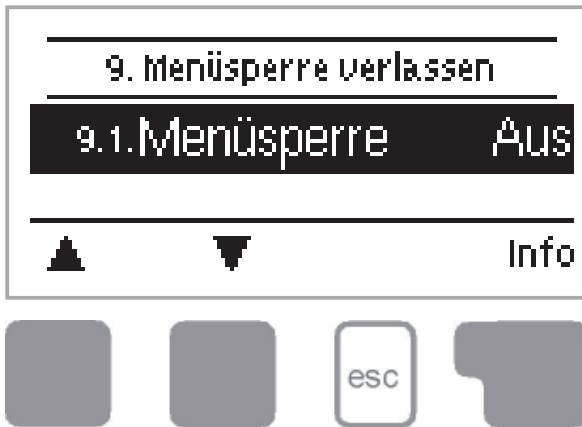 9. Menüsperre verlassen
9.1.Menüsperre Aus
▲ ▼ Info
esc